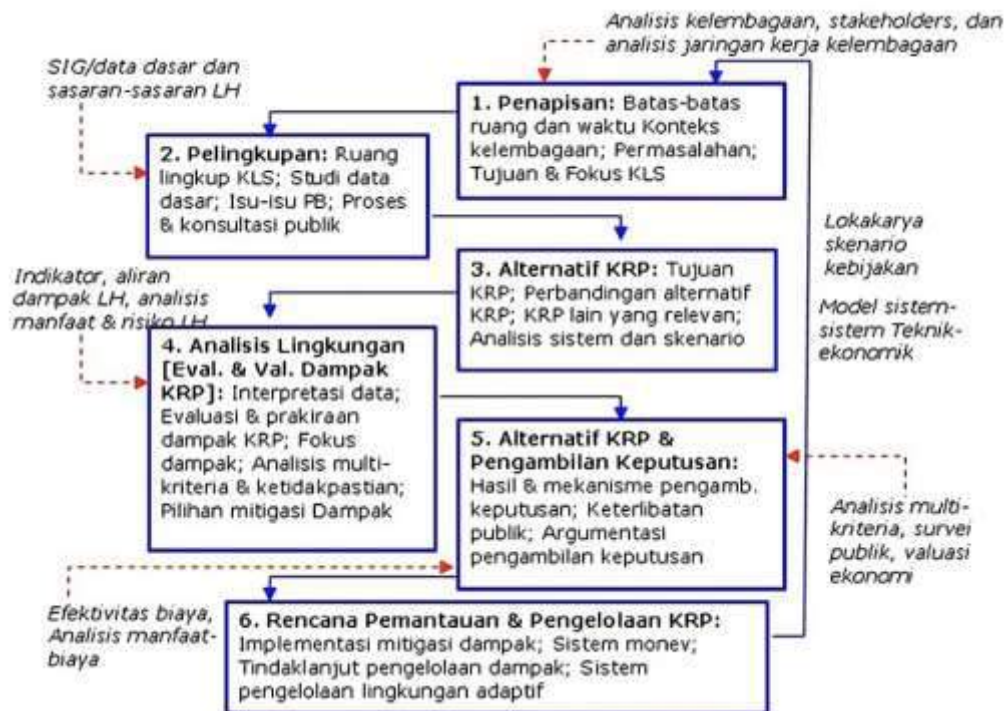 Analisis kelembagaan, stakeholders, dan
analisis jaringan kerja kelembagaan
SIG/data dasar dan
sasaran-sasaran LH
1. Penapisan: Batas-batas
ruang dan waktu Konteks
kelembagaan; Permasalahan;
Tujuan & Fokus KLS
2. Pelingkupan: Ruang
lingkup KLS; Studi data
dasar; Isu-isu PB; Proses
& konsultasi publik
Lokakarya
skenario
kebijakan
Model sistem-
sistem Teknik-
ekonomik
3. Alternatif KRP: Tujuan
KRP; Perbandingan alternatif
KRP; KRP lain yang relevan;
Analisis sistem dan skenario
Indikator, aliran
dampak LH, analisis
manfaat & risiko LH
4. Analisis Lingkungan
[Eval. & Val. Dampak
KRP]: Interpretasi data;
Evaluasi & prakiraan
dampak KRP; Fokus
dampak; Analisis multi-
kriteria & ketidakpastian;
Pilihan mitigasi Dampak
5. Alternatif KRP &
Pengambilan Keputusan:
Hasil & mekanisme pengamb.
keputusan; Keterlibatan
publik; Argumentasi
pengambilan keputusan
Analisis multi-
kriteria, survei
publik, valuasi
ekonomi
Efektivitas biaya,
Analisis manfaat-
biaya
6. Rencana Pemantauan & Pengelolaan KRP:
Implementasi mitigasi dampak; Sistem monev;
Tindaklanjut pengelolaan dampak; Sistem
pengelolaan lingkungan adaptif